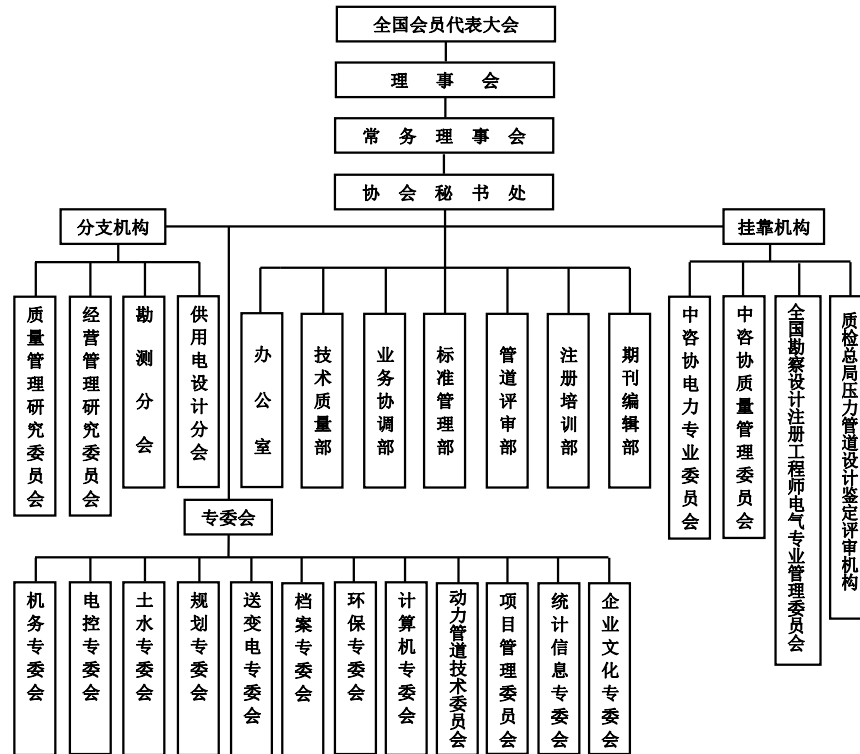 全国会员代表大会
理事会
常务理事会
协会秘书处
分支机构
挂靠机构
质量管理研究委员会
经营管理研究委员会
勘测分会
供用电设计分会
办公室
技术质量部
业务协调部
标准管理部
管道评审部
注册培训部
期刊编辑部
中咨协电力专业委员会
中咨协质量管理委员会
全国勘察设计注册工程师电气专业管理委员会
质检总局压力管道设计鉴定评审机构
专委会
机务专委会
电控专委会
土水专委会
规划专委会
送变电专委会
档案专委会
环保专委会
计算机专委会
动力管道技术委员会
项目管理委员会
统计信息专委会
企业文化专委会